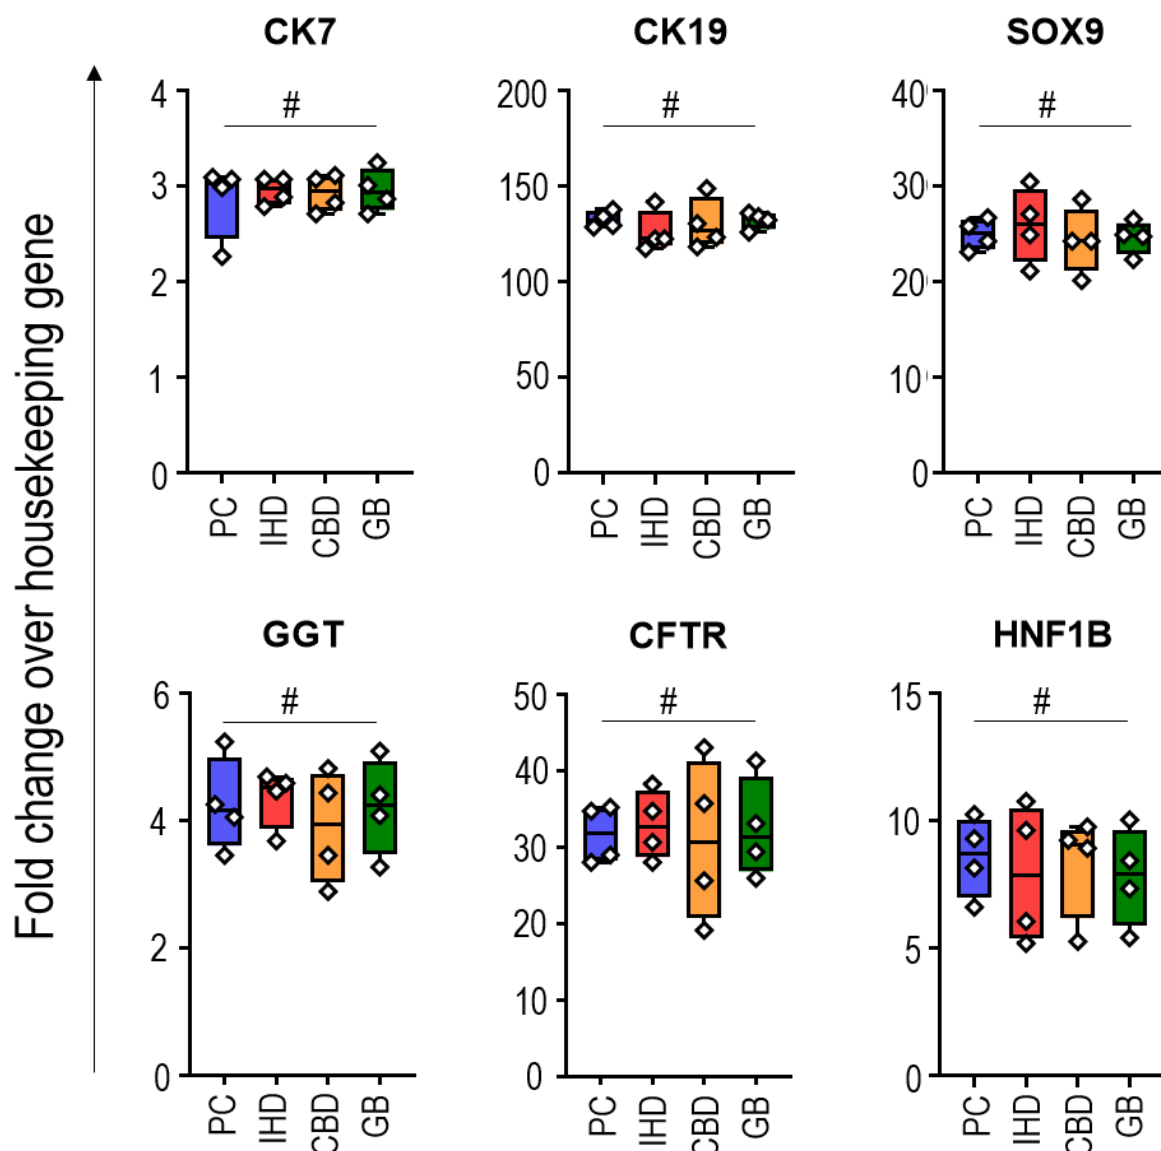 CK7 CK19 SOX9
Fold change over housekeeping gene
4 # 200 # 40 #
3 150 30
2 100 20
1 50 10
0 0 0
PC IHD CBD GB PC IHD CBD GB PC IHD CBD GB
GGT CFTR HNF1B
6 # 50 # 15 #
4 40 10
2 30 5
0 20 0
10
0
PC IHD CBD GB PC IHD CBD GB PC IHD CBD GB